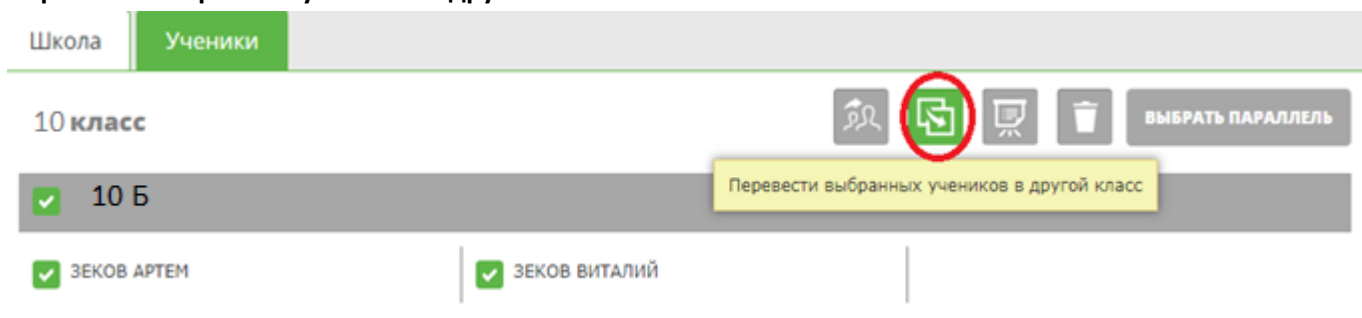 Школа Ученики
10 класс ВЫБРАТЬ ПАРАЛЛЕЛЬ
Перевести выбранных учеников в другой класс
10 Б
ЗЕКОВ АРТЕМ ЗЕКОВ ВИТАЛИЙ